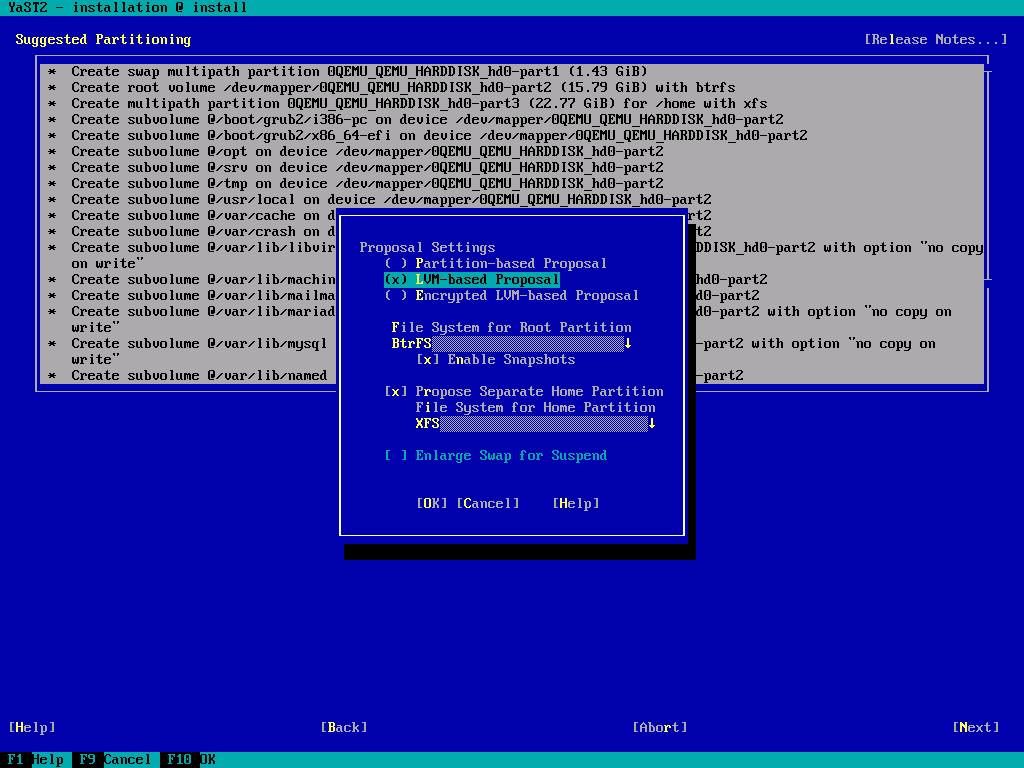 YaST2 - installation @ install
Suggested Partitioning [Release Notes...]
* Create swap multipath partition 0QEMU_QEMU_HARDDISK_hd0-part1 (1.43 GiB)
* Create root volume /dev/mapper/0QEMU_QEMU_HARDDISK_hd0-part2 (15.79 GiB) with btrfs
* Create multipath partition 0QEMU_QEMU_HARDDISK_hd0-part3 (22.77 GiB) for /home with xfs
* Create subvolume @/boot/grub2/i386-pc on device /dev/mapper/0QEMU_QEMU_HARDDISK_hd0-part2
* Create subvolume @/boot/grub2/x86_64-efi on device /dev/mapper/0QEMU_QEMU_HARDDISK_hd0-part2
* Create subvolume @/opt on device /dev/mapper/0QEMU_QEMU_HARDDISK_hd0-part2
* Create subvolume @/srv on device /dev/mapper/0QEMU_QEMU_HARDDISK_hd0-part2
* Create subvolume @/tmp on device /dev/mapper/0QEMU_QEMU_HARDDISK_hd0-part2
* Create subvolume @/usr/local on device /dev/mapper/0QEMU_QEMU_HARDDISK_hd0-part2
* Create subvolume @/var/cache on d rt2
* Create subvolume @/var/crash on d t2
* Create subvolume @/var/lib/libvir DISK_hd0-part2 with option "no copy
on write"
* Create subvolume @/var/lib/machin hd0-part2
* Create subvolume @/var/lib/mailma d0-part2
* Create subvolume @/var/lib/mariad d0-part2 with option "no copy on
write"
* Create subvolume @/var/lib/mysql -part2 with option "no copy on
write"
* Create subvolume @/var/lib/named -part2
Proposal Settings
( ) Partition-based Proposal
(x) LVM-based Proposal
( ) Encrypted LVM-based Proposal
File System for Root Partition
BtrFS↓
[x] Enable Snapshots
[x] Propose Separate Home Partition
File System for Home Partition
XFS↓
[ ] Enlarge Swap for Suspend
[OK] [Cancel] [Help]
[Help] [Back] [Abort] [Next]
F1 Help F9 Cancel F10 OK